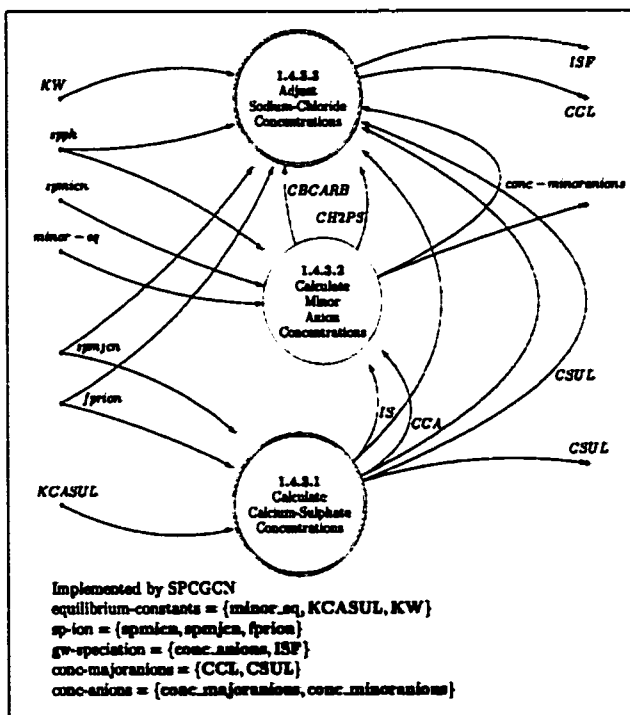 1.4.3.3
Adjust
Sodium-Chloride
Concentrations
ISF
KW
CCL
spph
spmicn
CBCARB
conc-minoranions
CH2PS
minor-eq
1.4.3.2
Calculate
Minor
Anion
Concentrations
spmjcn
fprion
IS
CCA
CSUL
CSUL
KCASUL
1.4.3.1
Calculate
Calcium-Sulphate
Concentrations
Implemented by SPCGCN
equilibrium-constants = {minor_eq, KCASUL, KW}
sp-ion = {spmicn, spmjcn, fprion}
gw-speciation = {conc_anions, ISF}
conc-majoranions = {CCL, CSUL}
conc-anions = {conc_majoranions, conc_minoranions}